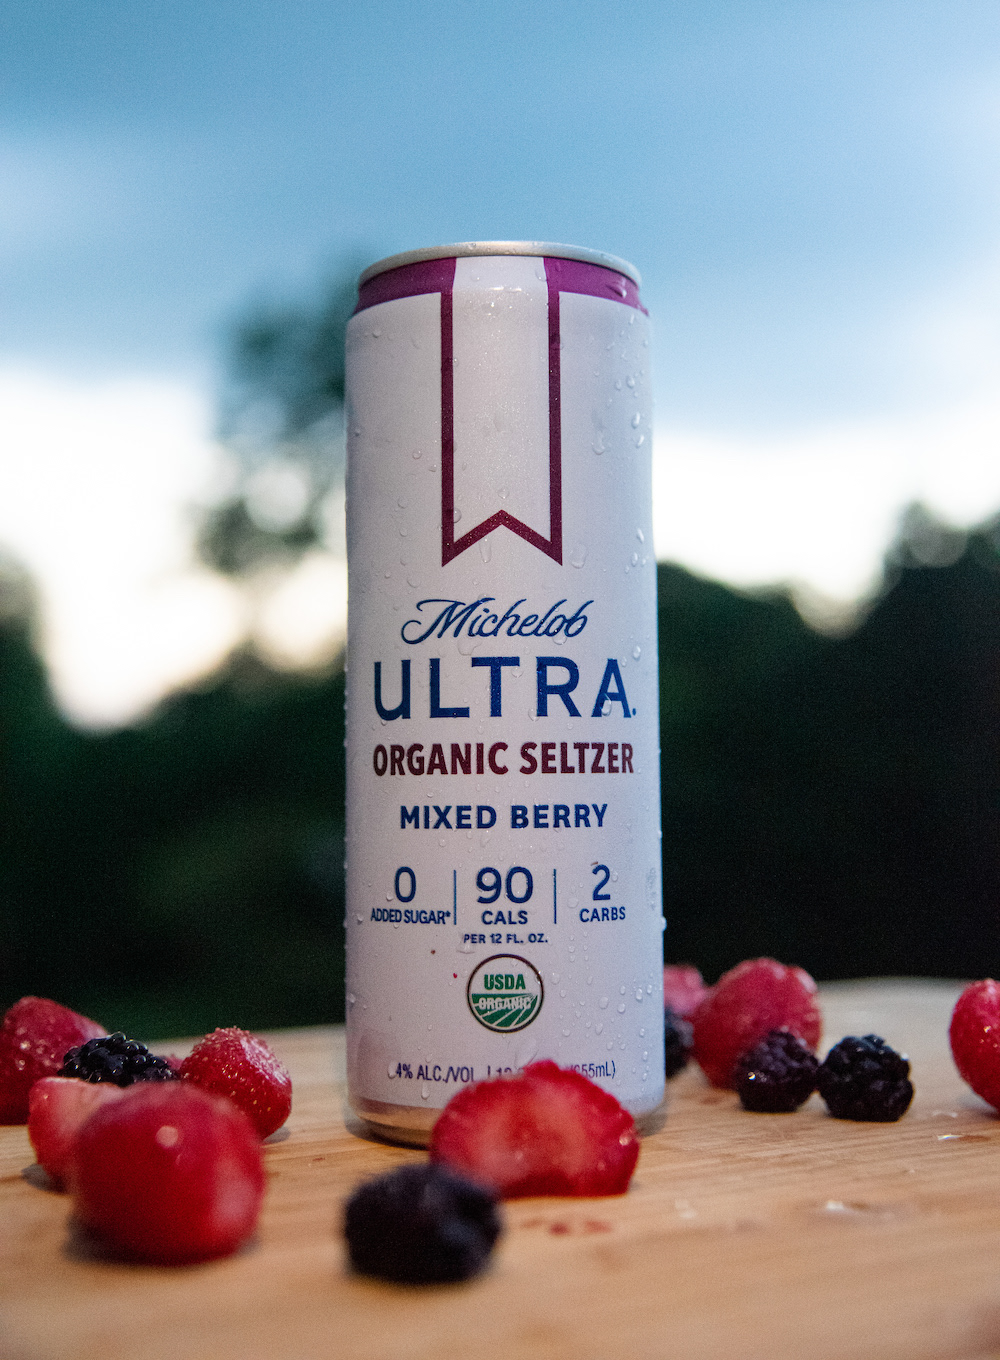 Michelob
ULTRA.
ORGANIC SELTZER
MIXED BERRY
0 90 2
ADDED SUGAR* CALS CARBS
PER 12 FL. OZ.
USDA
ORGANIC
4% ALC./VOL